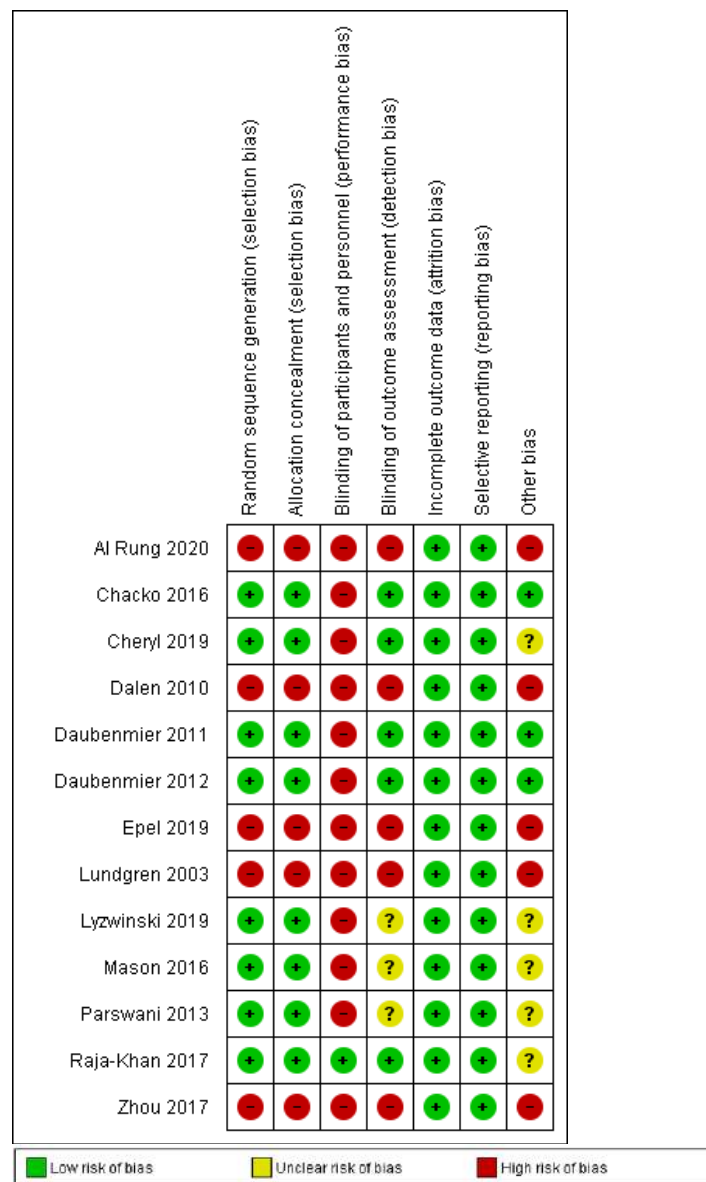 Random sequence generation (selection bias)
Allocation concealment (selection bias)
Blinding of participants and personnel (performance bias)
Blinding of outcome assessment (detection bias)
Incomplete outcome data (attrition bias)
Selective reporting (reporting bias)
Other bias
Al Rung 2020 - - - - + + -
Chacko 2016 + + - + + + +
Cheryl 2019 + + - + + + ?
Dalen 2010 - - - - + + -
Daubenmier 2011 + + - + + + +
Daubenmier 2012 + + - + + + +
Epel 2019 - - - - + + -
Lundgren 2003 - - - - + + -
Lyzwinski 2019 + + - ? + + ?
Mason 2016 + + - ? + + ?
Parswani 2013 + + - ? + + ?
Raja-Khan 2017 + + + + + + ?
Zhou 2017 - - - - + + -
Low risk of bias Unclear risk of bias High risk of bias